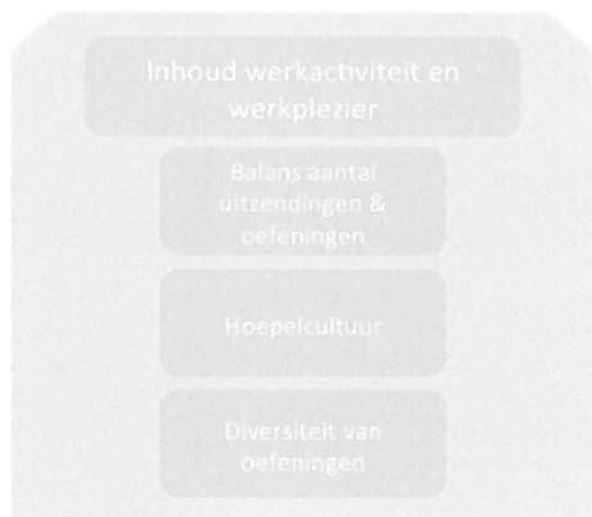 Inhoud werkactiviteit en
werkplezier
Balans aantal
uitzendingen &
oefeningen
Hoepelcultuur
Diversiteit van
oefeningen